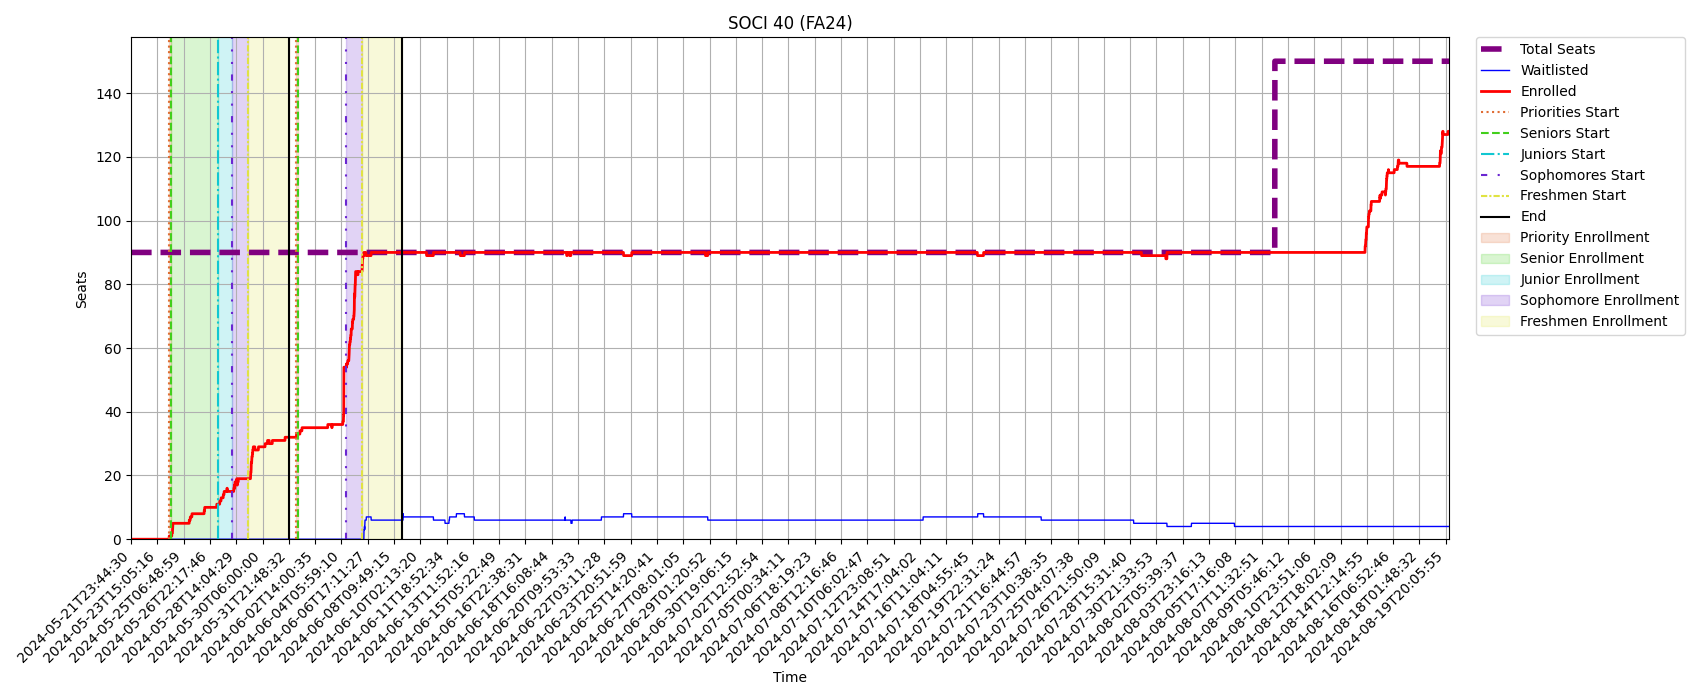 SOCI 40 (FA24)
Total Seats
Waitlisted
Enrolled
Priorities Start
Seniors Start
Juniors Start
Sophomores Start
Freshmen Start
End
Priority Enrollment
Senior Enrollment
Junior Enrollment
Sophomore Enrollment
Freshmen Enrollment
Seats
140
120
100
80
60
40
20
0
2024-05-21T23:44:30
2024-05-23T15:05:16
2024-05-25T06:48:59
2024-05-26T22:17:46
2024-05-28T14:04:29
2024-05-30T06:00:00
2024-05-31T21:48:32
2024-06-02T14:00:35
2024-06-04T05:59:10
2024-06-06T17:11:27
2024-06-08T09:49:15
2024-06-10T02:13:20
2024-06-11T18:52:34
2024-06-13T11:52:16
2024-06-15T05:22:49
2024-06-16T22:38:31
2024-06-18T16:08:44
2024-06-20T09:53:33
2024-06-22T03:11:28
2024-06-23T20:51:59
2024-06-25T14:20:41
2024-06-27T08:01:05
2024-06-29T01:20:52
2024-06-30T19:06:15
2024-07-02T12:52:54
2024-07-05T00:34:11
2024-07-06T18:19:23
2024-07-08T12:16:46
2024-07-10T06:02:47
2024-07-12T23:08:51
2024-07-14T17:04:02
2024-07-16T11:04:11
2024-07-18T04:55:45
2024-07-19T22:31:24
2024-07-21T16:44:57
2024-07-23T10:38:35
2024-07-25T04:07:38
2024-07-26T21:50:09
2024-07-28T15:31:40
2024-07-30T21:33:53
2024-08-02T05:39:37
2024-08-03T23:16:13
2024-08-05T17:16:08
2024-08-07T11:32:51
2024-08-09T05:46:12
2024-08-10T23:51:06
2024-08-12T18:02:09
2024-08-14T12:14:55
2024-08-16T06:52:46
2024-08-18T01:48:32
2024-08-19T20:05:55
Time